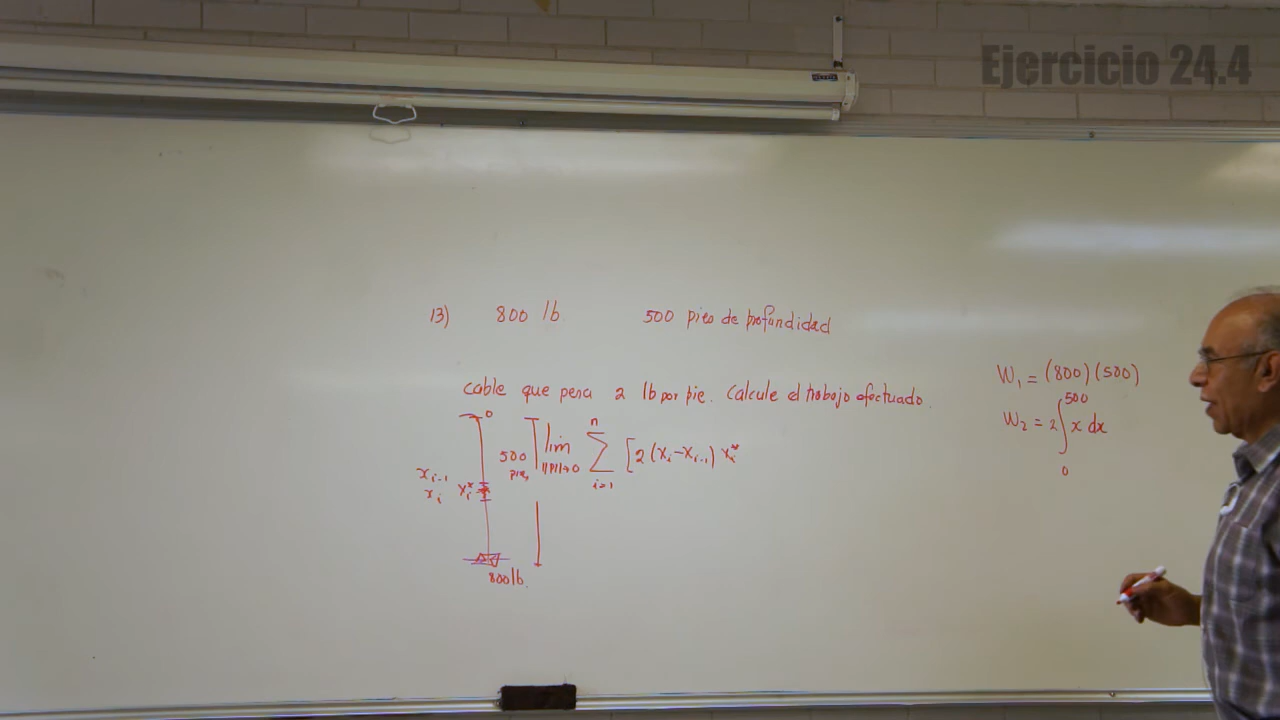 Ejercicio 24.4
13) 800 lb 500 pies de profundidad
cable que pesa 2 lb por pie. Calcule el trabajo efectuado.
W₁ = (800)(500)
W₂ = 2 ∫₀⁵⁰⁰ x dx
0
500 pies
lim ||P||→0 Σ i=1 n [2(xᵢ-xᵢ₋₁) xᵢ*
xᵢ₋₁
xᵢ xᵢ*
800 lb.